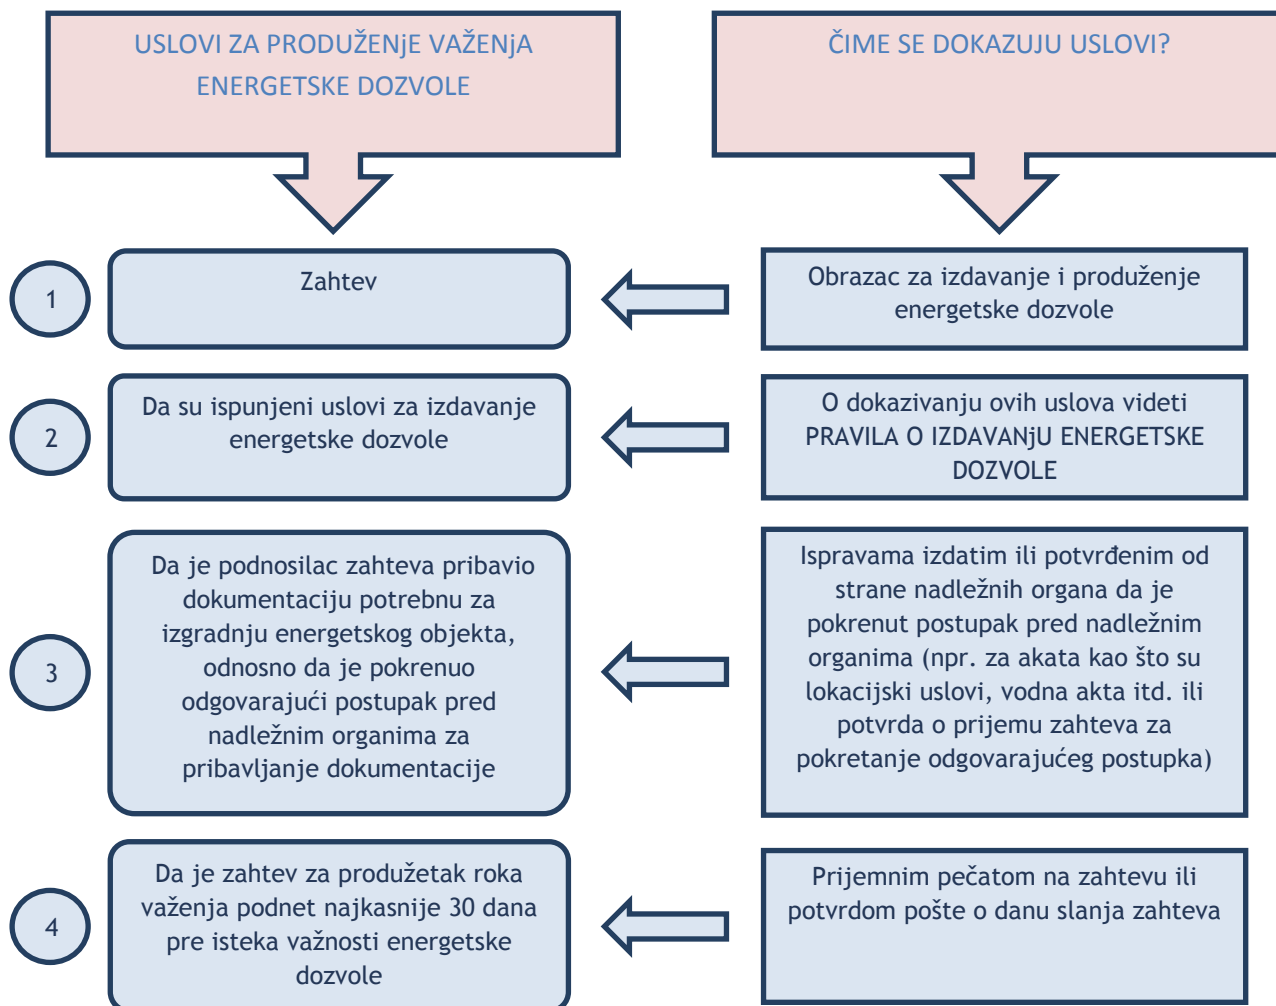 USLOVI ZA PRODUŽENjE VAŽENjA
ENERGETSKE DOZVOLE
ČIME SE DOKAZUJU USLOVI?
1
Zahtev
Obrazac za izdavanje i produženje
energetske dozvole
2
Da su ispunjeni uslovi za izdavanje
energetske dozvole
O dokazivanju ovih uslova videti
PRAVILA O IZDAVANjU ENERGETSKE
DOZVOLE
3
Da je podnosilac zahteva pribavio
dokumentaciju potrebnu za
izgradnju energetskog objekta,
odnosno da je pokrenuo
odgovarajući postupak pred
nadležnim organima za
pribavljanje dokumentacije
Ispravama izdatim ili potvrđenim od
strane nadležnih organa da je
pokrenut postupak pred nadležnim
organima (npr. za akata kao što su
lokacijski uslovi, vodna akta itd. ili
potvrda o prijemu zahteva za
pokretanje odgovarajućeg postupka)
4
Da je zahtev za produžetak roka
važenja podnet najkasnije 30 dana
pre isteka važnosti energetske
dozvole
Prijemnim pečatom na zahtevu ili
potvrdom pošte o danu slanja zahteva